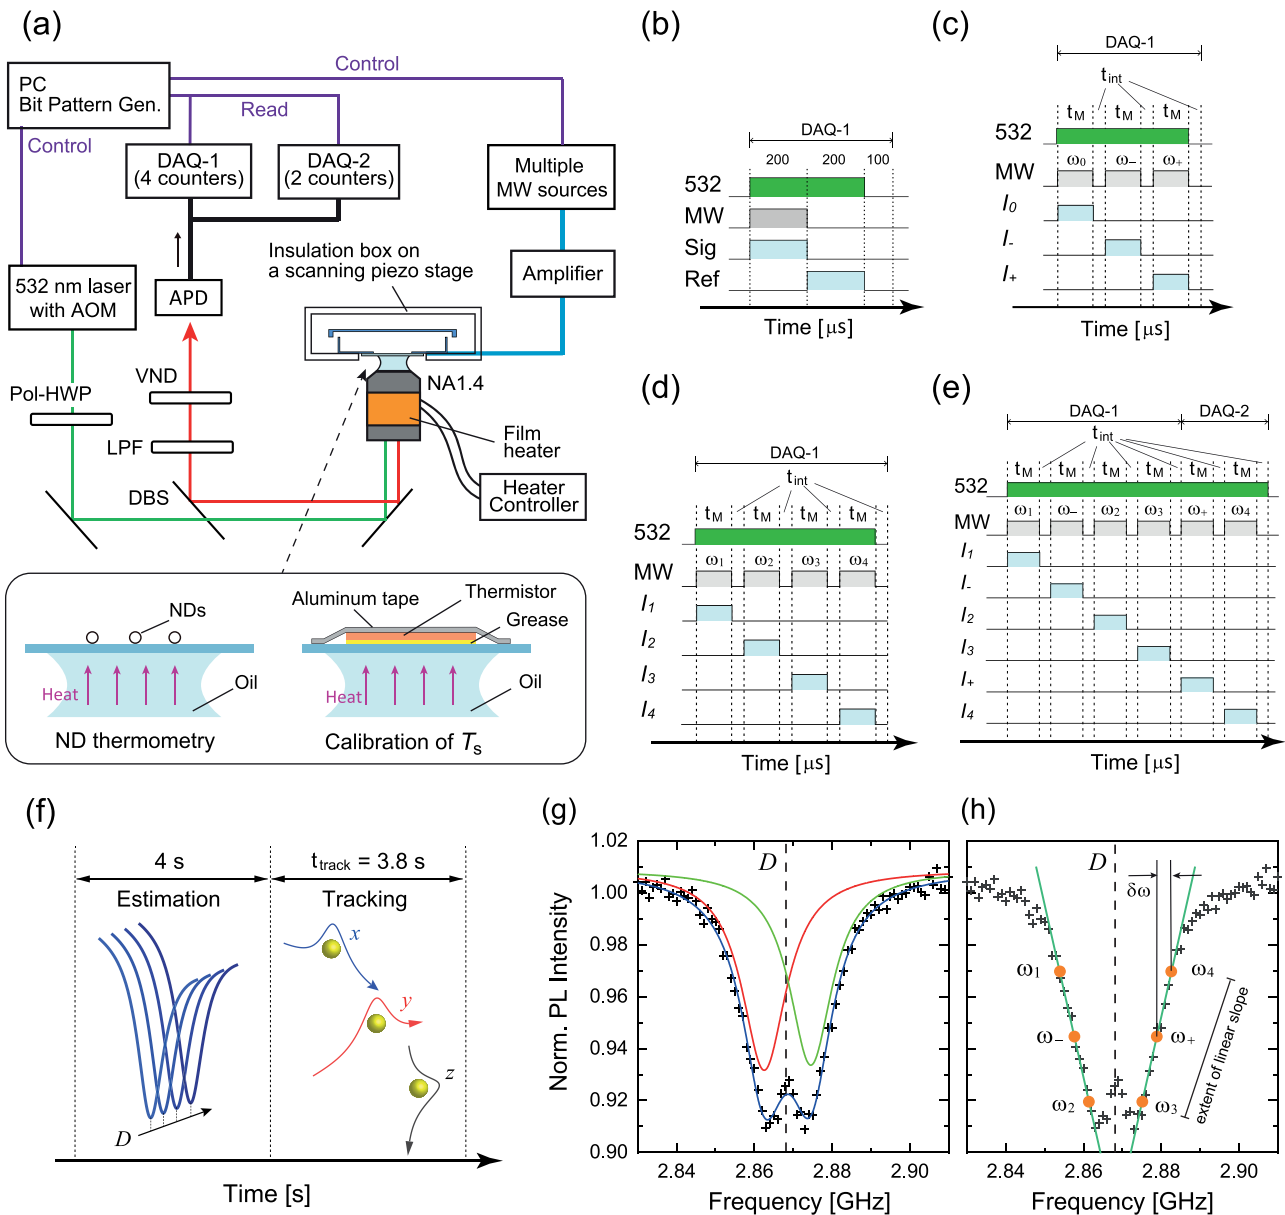 (a)
PC
Bit Pattern Gen.
Control
Read
Control
DAQ-1
(4 counters)
DAQ-2
(2 counters)
Multiple
MW sources
Insulation box on
a scanning piezo stage
Amplifier
532 nm laser
with AOM
APD
VND
Pol-HWP
LPF
NA1.4
Film
heater
DBS
Heater
Controller
NDs
Aluminum tape
Thermistor
Grease
Heat
Oil
Heat
Oil
ND thermometry
Calibration of Ts
(b)
DAQ-1
200 200 100
532
MW
Sig
Ref
Time [μs]
(c)
DAQ-1
tint
tM tM tM
532
MW ω0 ω− ω+
I0
I-
I+
Time [μs]
(d)
DAQ-1
tint
tM tM tM tM
532
MW ω1 ω2 ω3 ω4
I1
I2
I3
I4
Time [μs]
(e)
DAQ-1 DAQ-2
tint
tM tM tM tM tM tM
532
MW ω1 ω− ω2 ω3 ω+ ω4
I1
I-
I2
I3
I+
I4
Time [μs]
(f)
4 s ttrack = 3.8 s
Estimation Tracking
x
y
z
D
Time [s]
(g)
1.02
1.00
0.98
0.96
0.94
0.92
0.90
Norm. PL Intensity
D
2.84 2.86 2.88 2.90
Frequency [GHz]
(h)
D
δω
ω1 ω4
ω− ω+
ω2 ω3
extent of linear slope
2.84 2.86 2.88 2.90
Frequency [GHz]